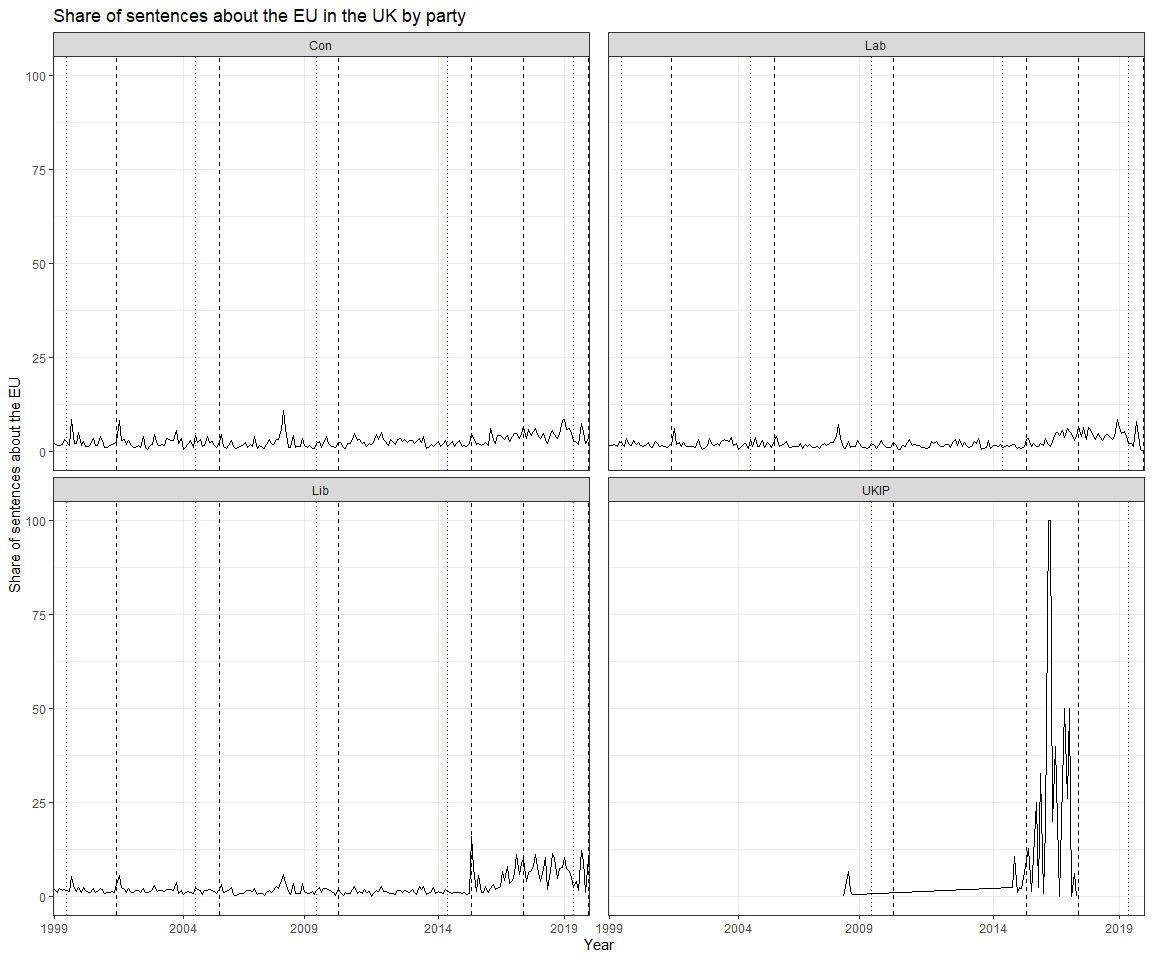 Share of sentences about the EU in the UK by party
Con
Lab
100
75
50
25
0
Share of sentences about the EU
Lib
UKIP
100
75
50
25
0
1999 2004 2009 2014 2019
1999 2004 2009 2014 2019
Year